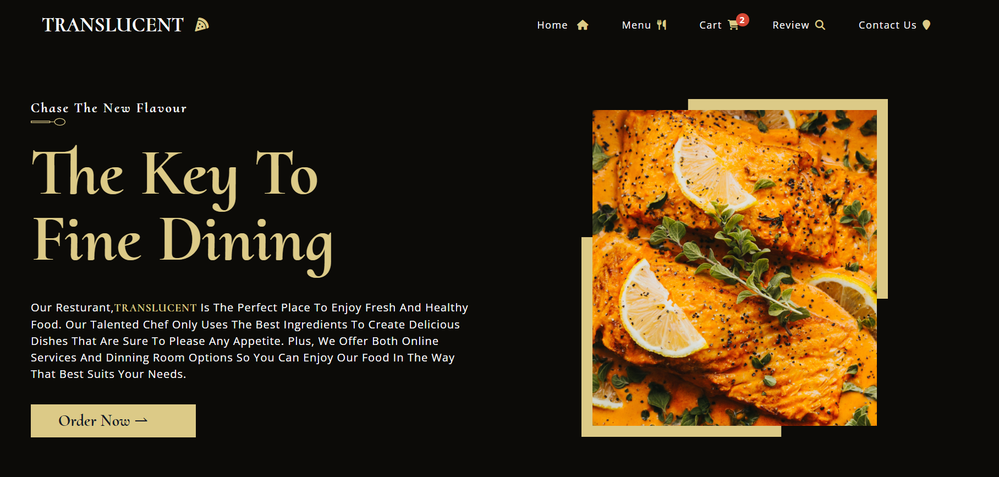 TRANSLUCENT
Home
Menu
Cart 2
Review
Contact Us
Chase The New Flavour
The Key To
Fine Dining
Our Resturant,TRANSLUCENT Is The Perfect Place To Enjoy Fresh And Healthy
Food. Our Talented Chef Only Uses The Best Ingredients To Create Delicious
Dishes That Are Sure To Please Any Appetite. Plus, We Offer Both Online
Services And Dinning Room Options So You Can Enjoy Our Food In The Way
That Best Suits Your Needs.
Order Now →